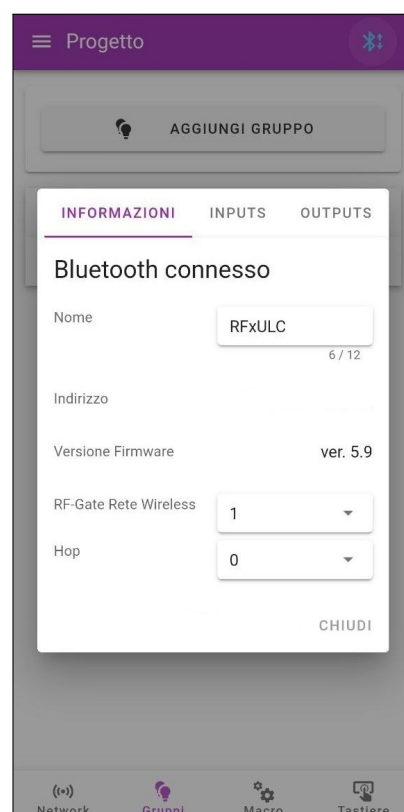 Progetto
AGGIUNGI GRUPPO
INFORMAZIONI INPUTS OUTPUTS
Bluetooth connesso
Nome RFxULC
6 / 12
Indirizzo
Versione Firmware ver. 5.9
RF-Gate Rete Wireless 1
Hop 0
CHIUDI
Network Gruppi Macro Tastiere